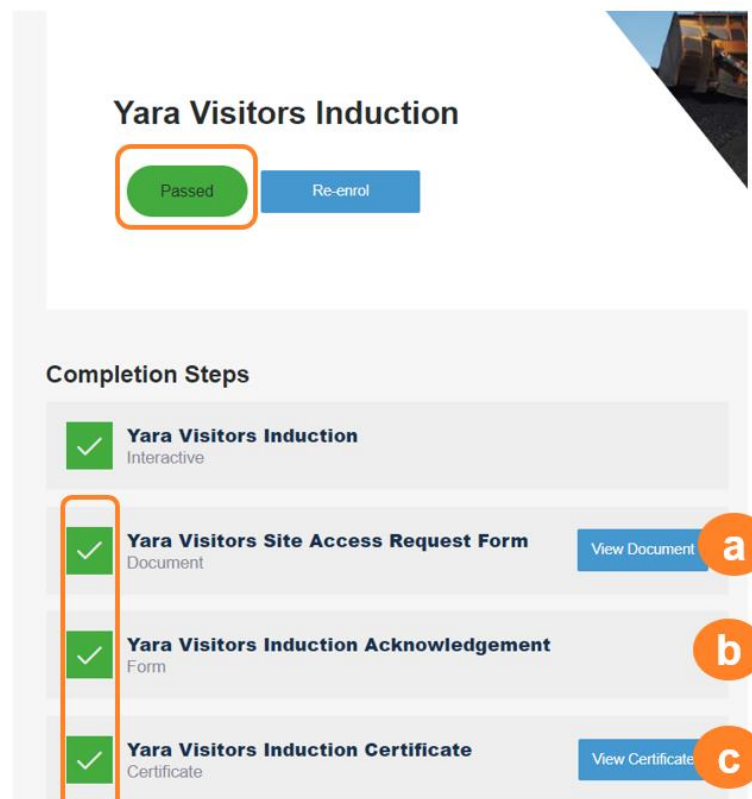 Yara Visitors Induction
Passed
Re-enrol
Completion Steps
Yara Visitors Induction
Interactive
Yara Visitors Site Access Request Form
Document
View Document
a
Yara Visitors Induction Acknowledgement
Form
b
Yara Visitors Induction Certificate
Certificate
View Certificate
c